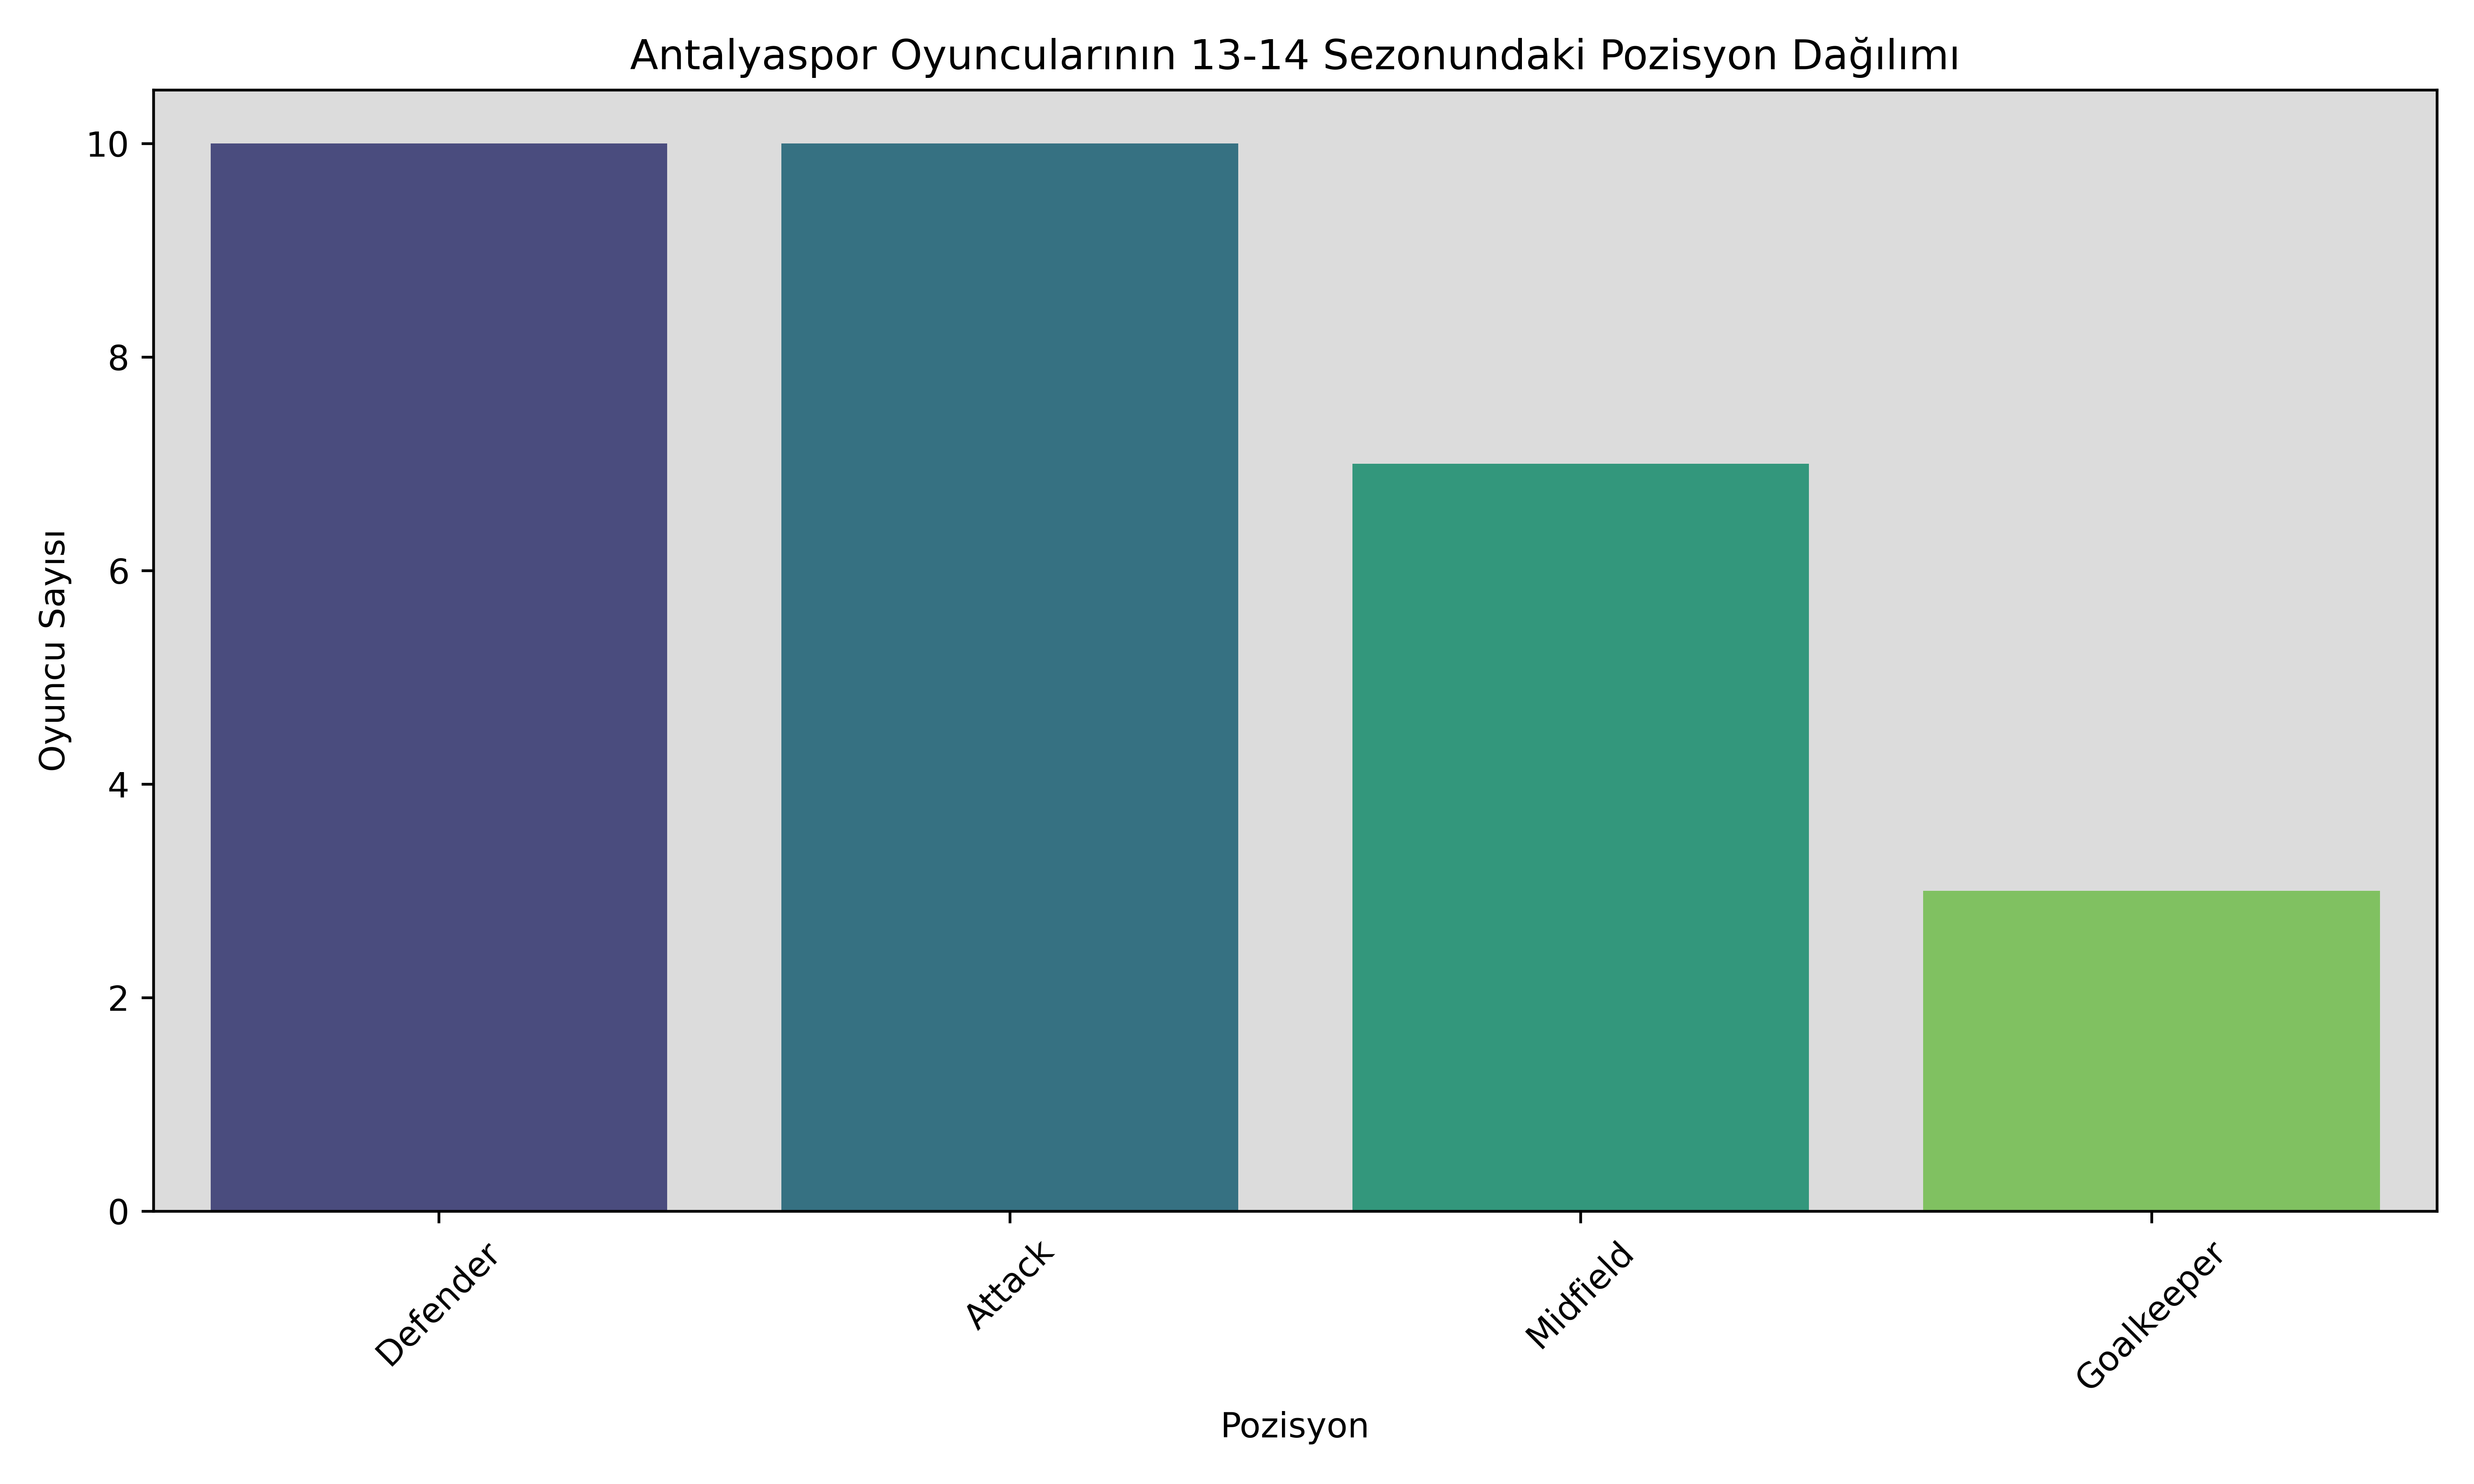 Antalyaspor Oyuncularının 13-14 Sezonundaki Pozisyon Dağılımı
Oyuncu Sayısı
10
8
6
4
2
0
Defender
Attack
Midfield
Goalkeeper
Pozisyon